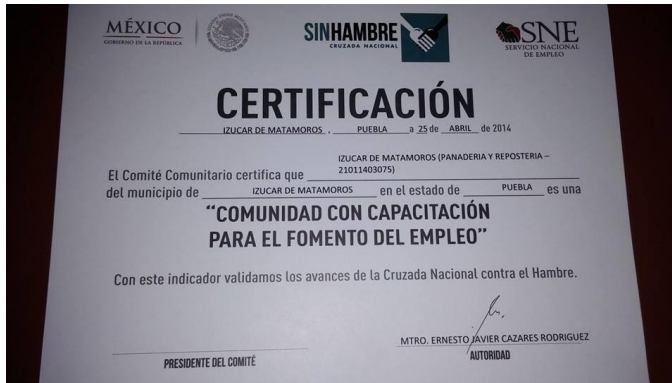 MÉXICO
GOBIERNO DE LA REPÚBLICA
SINHAMBRE
CRUZADA NACIONAL
SNE
SERVICIO NACIONAL
DE EMPLEO
CERTIFICACIÓN
IZUCAR DE MATAMOROS , PUEBLA a 25 de ABRIL de 2014
IZUCAR DE MATAMOROS (PANADERIA Y REPOSTERIA –
El Comité Comunitario certifica que 21011403075)
del municipio de IZUCAR DE MATAMOROS en el estado de PUEBLA es una
“COMUNIDAD CON CAPACITACIÓN
PARA EL FOMENTO DEL EMPLEO”
Con este indicador validamos los avances de la Cruzada Nacional contra el Hambre.
MTRO. ERNESTO JAVIER CAZARES RODRIGUEZ
PRESIDENTE DEL COMITÉ
AUTORIDAD